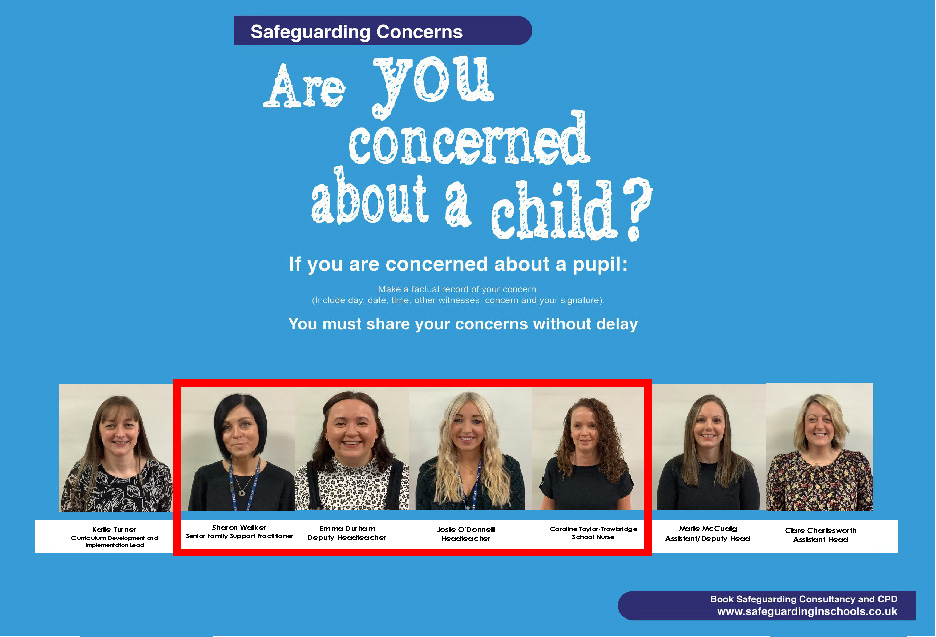 Safeguarding Concerns
Are you
concerned
about a child?
If you are concerned about a pupil:
Make a factual record of your concern
(Include day, date, time, other witnesses, concern and your signature).
You must share your concerns without delay
Katie Turner
Curriculum Development and
Implementation Lead
Sharon Walker
Senior Family Support Practitioner
Emma Durham
Deputy Headteacher
Josie O'Donnell
Headteacher
Caroline Taylor-Trowbridge
School Nurse
Marie McCuaig
Assistant/Deputy Head
Clare Charlesworth
Assistant Head
Book Safeguarding Consultancy and CPD
www.safeguardinginschools.co.uk